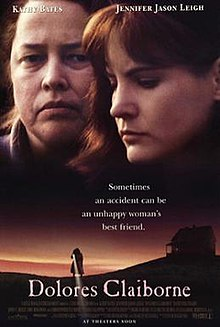 KATHY BATES JENNIFER JASON LEIGH
Sometimes
an accident can be
an unhappy woman's
best friend.
Dolores Claiborne
AT THEATERS SOON